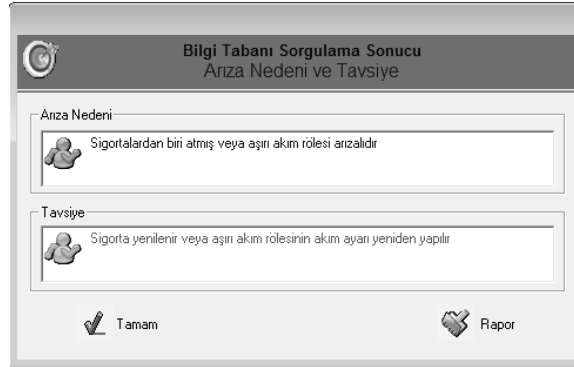 Bilgi Tabanı Sorgulama Sonucu
Arıza Nedeni ve Tavsiye
Arıza Nedeni
Sigortalardan biri atmış veya aşırı akım rölesi arızalıdır
Tavsiye
Sigorta yenilenir veya aşırı akım rölesinin akım ayarı yeniden yapılır
Tamam
Rapor